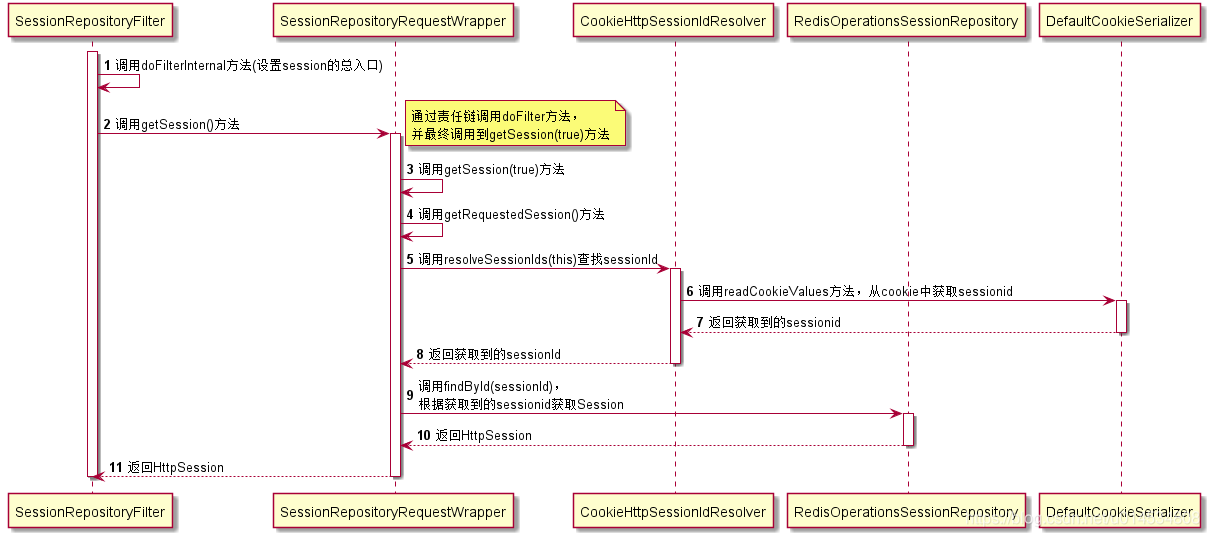 SessionRepositoryFilter
SessionRepositoryRequestWrapper
CookieHttpSessionIdResolver
RedisOperationsSessionRepository
DefaultCookieSerializer
1 调用doFilterInternal方法(设置session的总入口)
2 调用getSession()方法
通过责任链调用doFilter方法，
并最终调用到getSession(true)方法
3 调用getSession(true)方法
4 调用getRequestedSession()方法
5 调用resolveSessionIds(this)查找sessionId
6 调用readCookieValues方法，从cookie中获取sessionid
7 返回获取到的sessionid
8 返回获取到的sessionId
9 调用findById(sessionId)，
根据获取到的sessionid获取Session
10 返回HttpSession
11 返回HttpSession
SessionRepositoryFilter
SessionRepositoryRequestWrapper
CookieHttpSessionIdResolver
RedisOperationsSessionRepository
DefaultCookieSerializer